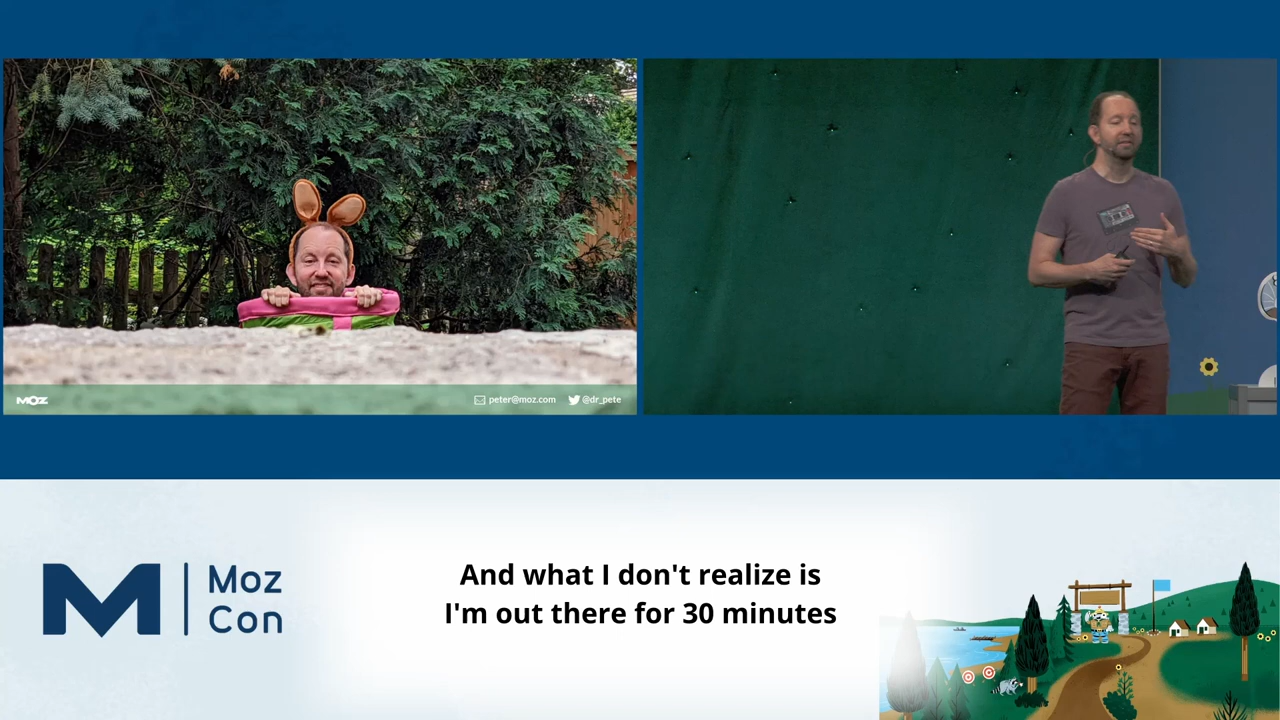 MOZ
peter@moz.com @dr_pete
And what I don't realize is
I'm out there for 30 minutes
M Moz
Con